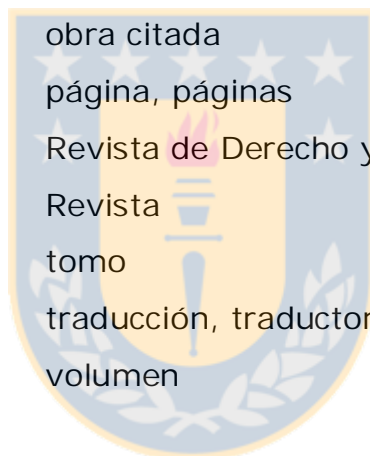 obra citada
página, páginas
Revista de Derecho y
Revista
tomo
traducción, traductor
volumen